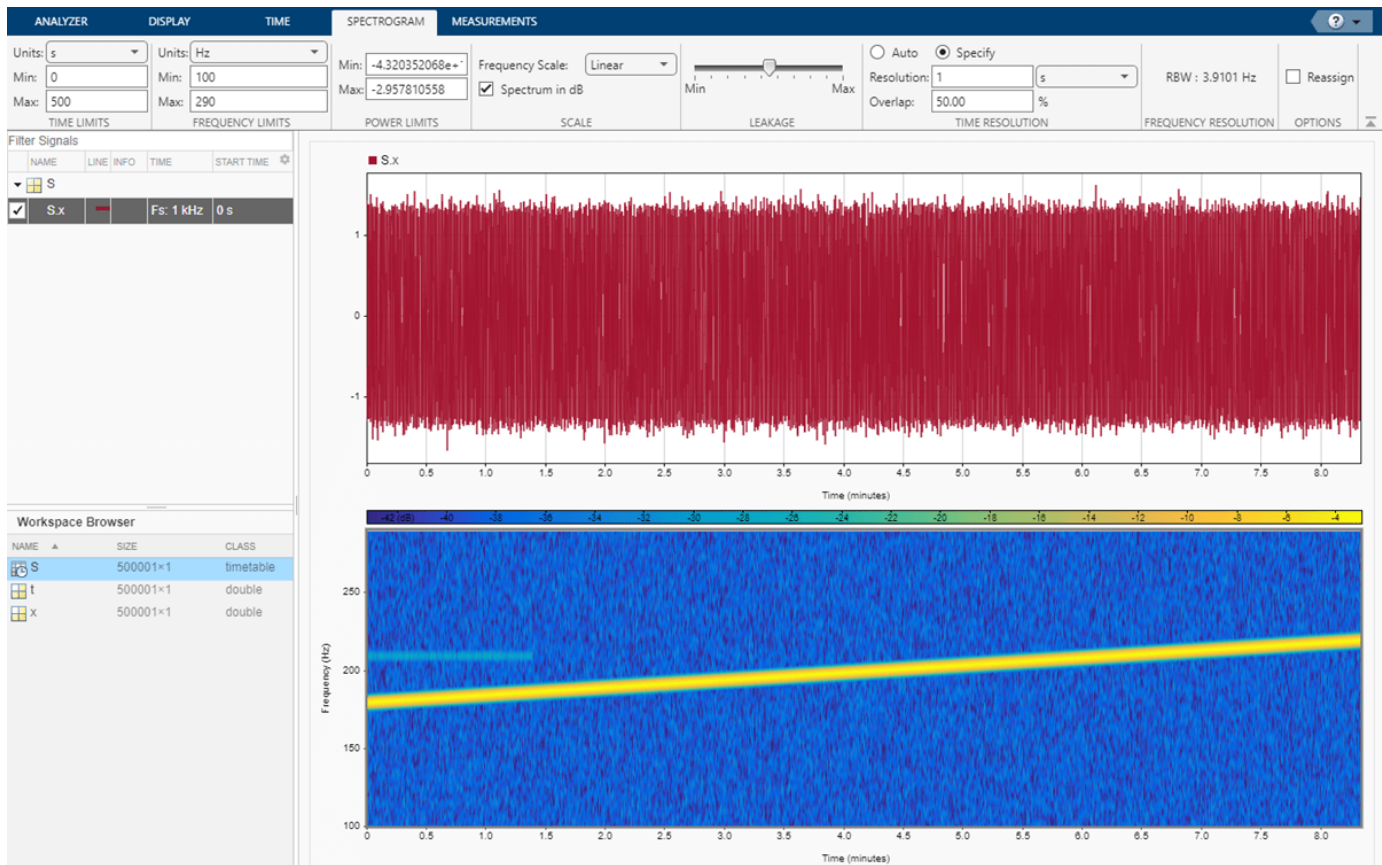 ANALYZER DISPLAY TIME SPECTROGRAM MEASUREMENTS ?
Units: s Units: Hz
Min: 0 Min: 100
Max: 500 Max: 290
TIME LIMITS FREQUENCY LIMITS
Min: -4.320352068e+
Max: -2.957810558
POWER LIMITS
Frequency Scale: Linear
Spectrum in dB
SCALE
Min Max
LEAKAGE
Auto Specify
Resolution: 1 s
Overlap: 50.00 %
TIME RESOLUTION
RBW : 3.9101 Hz
FREQUENCY RESOLUTION
Reassign
OPTIONS
Filter Signals
NAME LINE INFO TIME START TIME
S
S.x Fs: 1 kHz 0 s
Workspace Browser
NAME SIZE CLASS
S 500001×1 timetable
t 500001×1 double
x 500001×1 double
S.x
1
0
-1
0 0.5 1.0 1.5 2.0 2.5 3.0 3.5 4.0 4.5 5.0 5.5 6.0 6.5 7.0 7.5 8.0
Time (minutes)
-42 (dB) -40 -38 -36 -34 -32 -30 -28 -26 -24 -22 -20 -18 -16 -14 -12 -10 -8 -6 -4
Frequency (Hz)
250
200
150
100
0 0.5 1.0 1.5 2.0 2.5 3.0 3.5 4.0 4.5 5.0 5.5 6.0 6.5 7.0 7.5 8.0
Time (minutes)